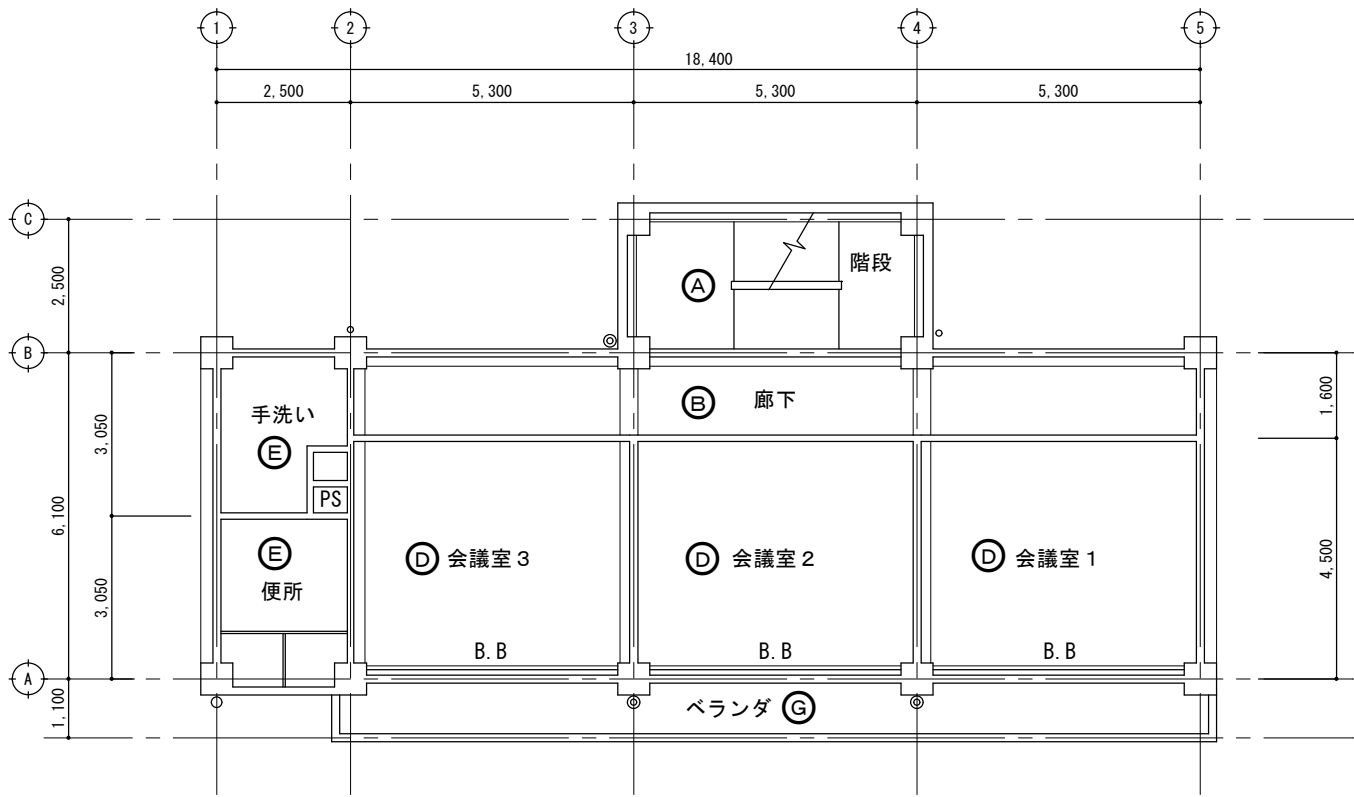 1 2 3 4 5
18,400
2,500 5,300 5,300 5,300
C
2,500
階段
A
B
手洗い
B 廊下
1,600
3,050
E
PS
6,100
E
便所
D 会議室3
D 会議室2
D 会議室1
4,500
3,050
B.B B.B B.B
A
1,100
ベランダ G